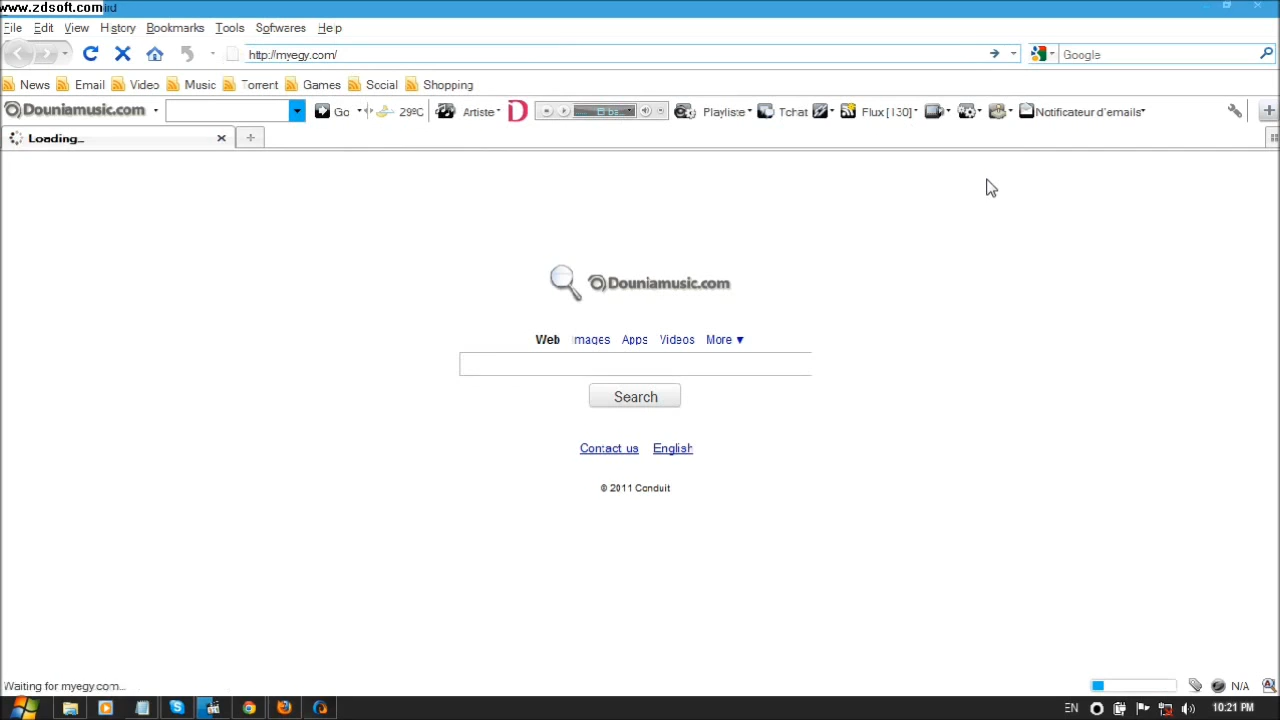 www.zdsoft.com
File Edit View History Bookmarks Tools Softwares Help
http://myegy.com/ Google
News Email Video Music Torrent Games Social Shopping
Douniamusic.com Go 29°C Artiste D Playliste Tchat Flux [130] Notificateur d'emails
Loading...
Douniamusic.com
Web Images Apps Videos More ▼
Search
Contact us English
© 2011 Conduit
Waiting for myegy.com... N/A
EN 10:21 PM